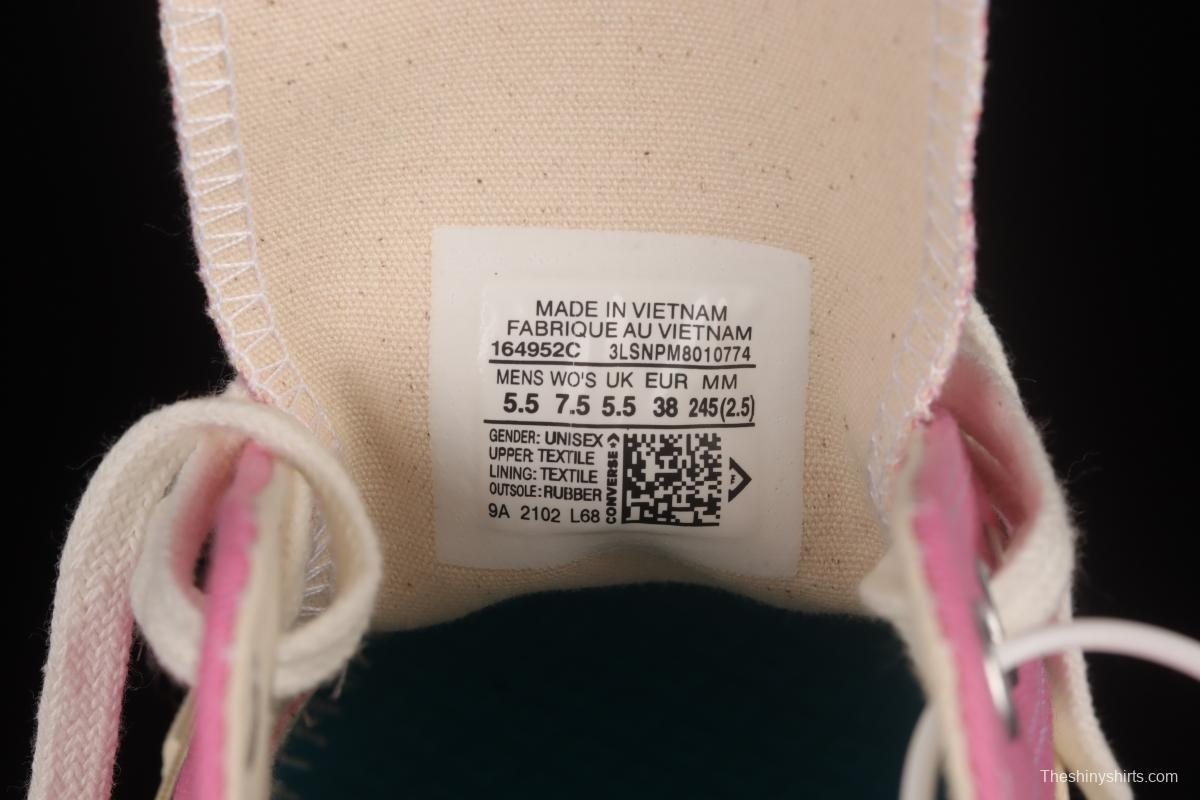 MADE IN VIETNAM
FABRIQUE AU VIETNAM
164952C 3LSNPM8010774
MENS WO'S UK EUR MM
5.5 7.5 5.5 38 245(2.5)
GENDER: UNISEX
UPPER: TEXTILE
LINING: TEXTILE
OUTSOLE: RUBBER
9A 2102 L68
CONVERSE
Theshinyshirts.com